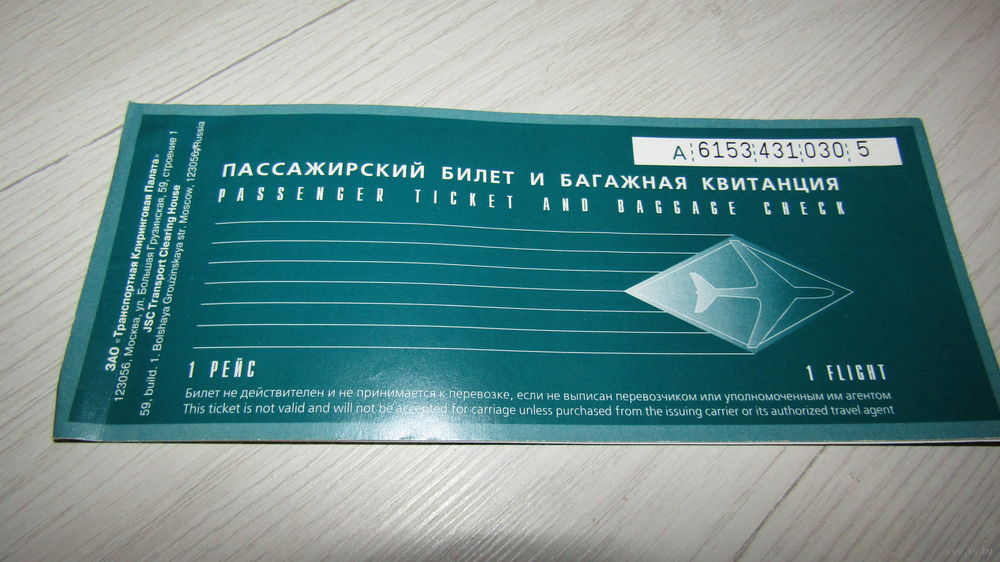 А 6153 431 030 5
ПАССАЖИРСКИЙ БИЛЕТ И БАГАЖНАЯ КВИТАНЦИЯ
PASSENGER TICKET AND BAGGAGE CHECK
ЗАО «Транспортная Клиринговая Палата»
123056, Москва, ул. Большая Грузинская, 59, строение 1
JSC Transport Clearing House
59, build. 1. Bolshaya Grouzinskaya str. Moscow, 123056, Russia
1 РЕЙС
1 FLIGHT
Билет не действителен и не принимается к перевозке, если не выписан перевозчиком или уполномоченным им агентом
This ticket is not valid and will not be accepted for carriage unless purchased from the issuing carrier or its authorized travel agent
www.ay.by